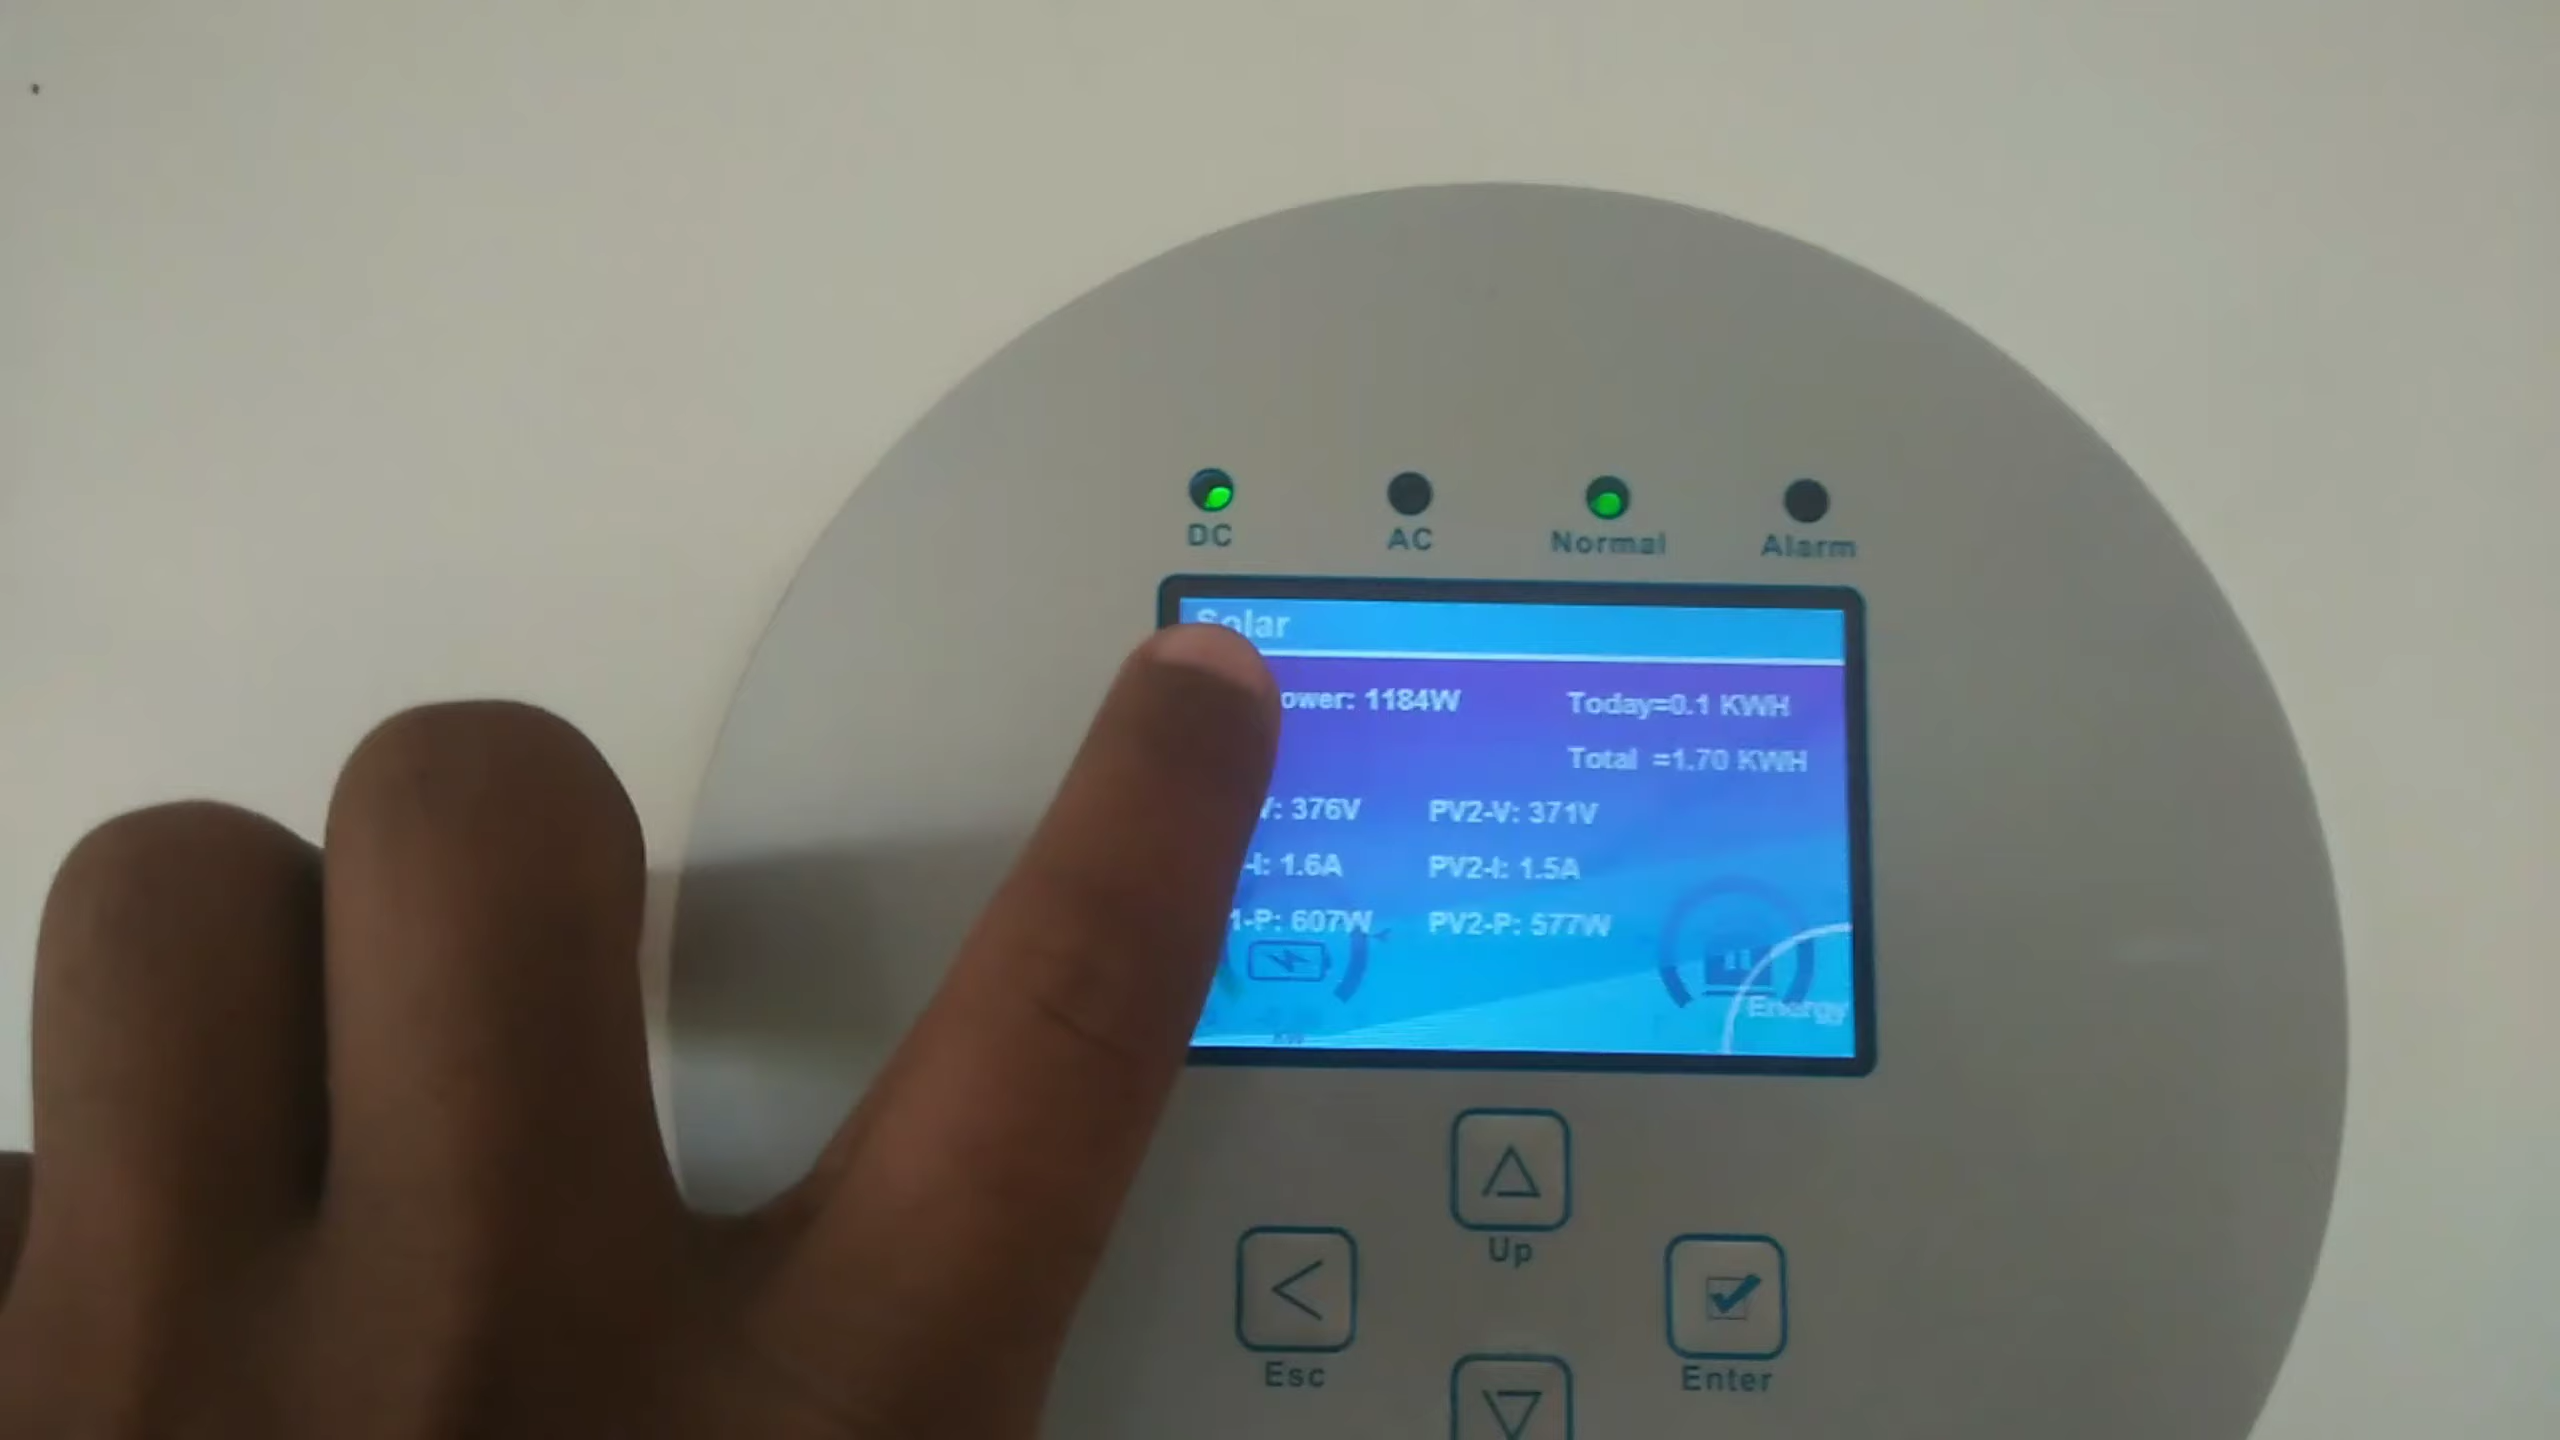 DC AC Normal Alarm
Solar
ower: 1184W Today=0.1 KWH
Total =1.70 KWH
V: 376V PV2-V: 371V
-I: 1.6A PV2-I: 1.5A
1-P: 607W PV2-P: 577W
Energy
Up
Esc
Enter